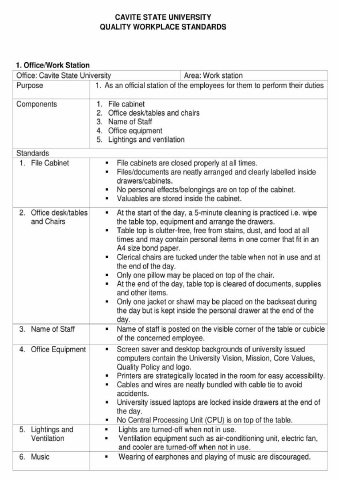 CAVITE STATE UNIVERSITY
QUALITY WORKPLACE STANDARDS
1. Office/Work Station
Office: Cavite State University Area: Work station
Purpose 1. As an official station of the employees for them to perform their duties
Components 1. File cabinet
2. Office desk/tables and chairs
3. Name of Staff
4. Office equipment
5. Lightings and ventilation
Standards
1. File Cabinet ▪ File cabinets are closed properly at all times.
▪ Files/documents are neatly arranged and clearly labelled inside
drawers/cabinets.
▪ No personal effects/belongings are on top of the cabinet.
▪ Valuables are stored inside the cabinet.
2. Office desk/tables ▪ At the start of the day, a 5-minute cleaning is practiced i.e. wipe
and Chairs the table top, equipment and arrange the drawers.
▪ Table top is clutter-free, free from stains, dust, and food at all
times and may contain personal items in one corner that fit in an
A4 size bond paper.
▪ Clerical chairs are tucked under the table when not in use and at
the end of the day.
▪ Only one pillow may be placed on top of the chair.
▪ At the end of the day, table top is cleared of documents, supplies
and other items.
▪ Only one jacket or shawl may be placed on the backseat during
the day but is kept inside the personal drawer at the end of the
day.
3. Name of Staff ▪ Name of staff is posted on the visible corner of the table or cubicle
of the concerned employee.
4. Office Equipment ▪ Screen saver and desktop backgrounds of university issued
computers contain the University Vision, Mission, Core Values,
Quality Policy and logo.
▪ Printers are strategically located in the room for easy accessibility.
▪ Cables and wires are neatly bundled with cable tie to avoid
accidents.
▪ University issued laptops are locked inside drawers at the end of
the day.
▪ No Central Processing Unit (CPU) is on top of the table.
5. Lightings and ▪ Lights are turned-off when not in use.
Ventilation ▪ Ventilation equipment such as air-conditioning unit, electric fan,
and cooler are turned-off when not in use.
6. Music ▪ Wearing of earphones and playing of music are discouraged.